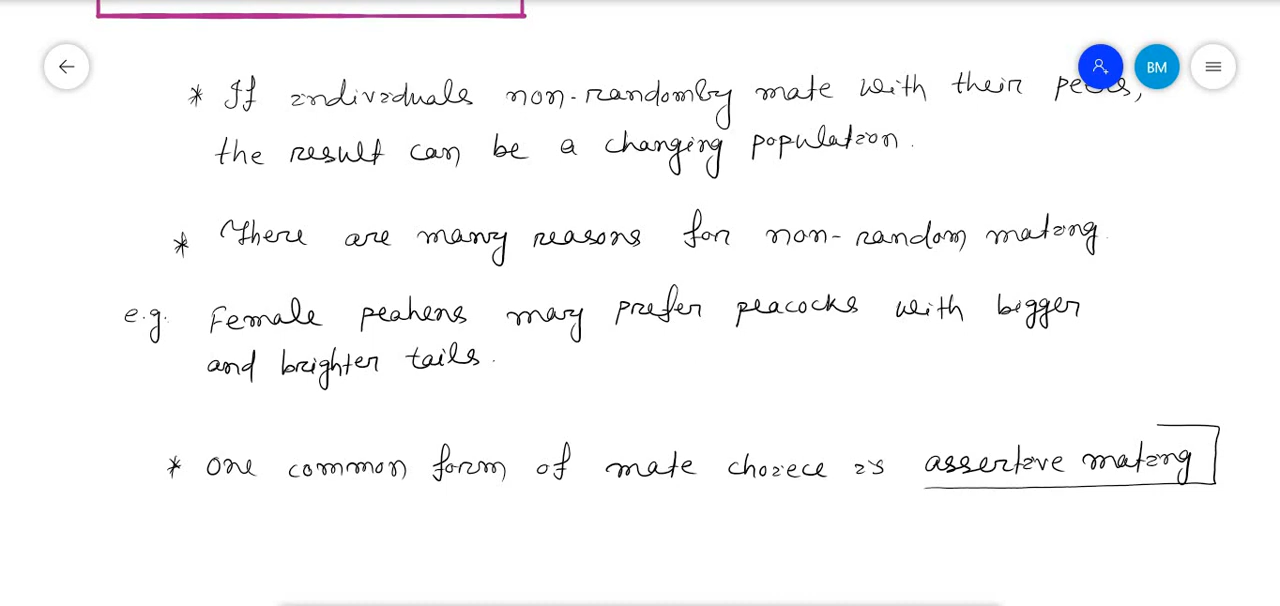 BM
* If individuals non-randomly mate with their peers,
the result can be a changing population.
* There are many reasons for non-random mating.
e.g. Female peahens may prefer peacocks with bigger
and brighter tails.
* one common form of mate choice is assertive mating